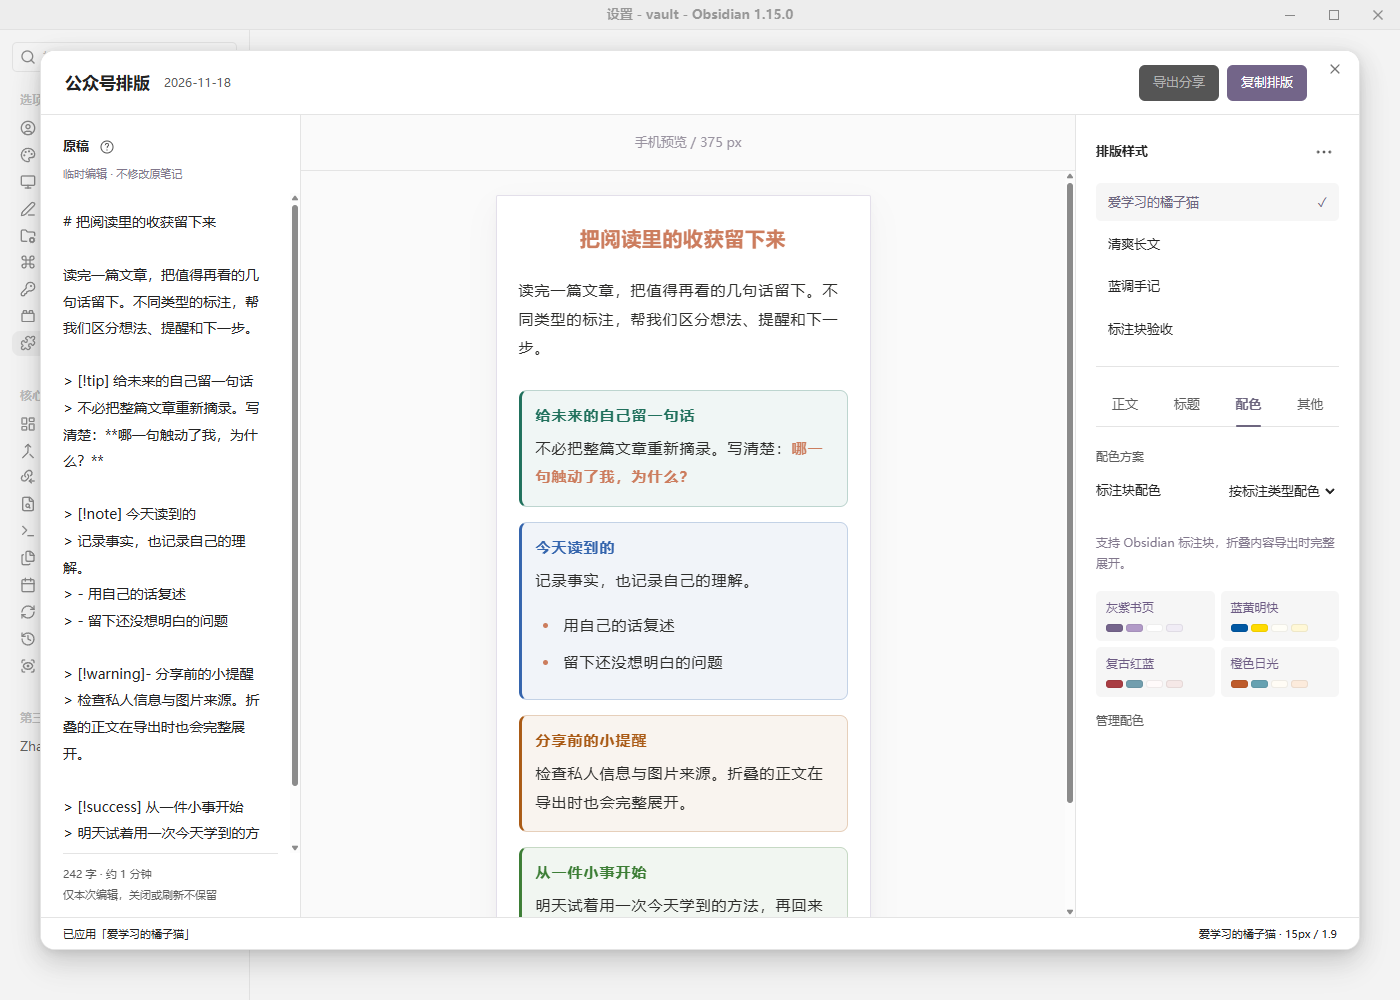 设置 - vault - Obsidian 1.15.0
选项
核心
第三
Zha
公众号排版
2026-11-18
导出分享
复制排版
原稿
临时编辑 · 不修改原笔记
# 把阅读里的收获留下来
读完一篇文章，把值得再看的几
句话留下。不同类型的标注，帮
我们区分想法、提醒和下一步。
> [!tip] 给未来的自己留一句话
> 不必把整篇文章重新摘录。写
清楚：**哪一句触动了我，为什
么？**
> [!note] 今天读到的
> 记录事实，也记录自己的理
解。
> - 用自己的话复述
> - 留下还没想明白的问题
> [!warning]- 分享前的小提醒
> 检查私人信息与图片来源。折
叠的正文在导出时也会完整展
开。
> [!success] 从一件小事开始
> 明天试着用一次今天学到的方
242 字 · 约 1 分钟
仅本次编辑，关闭或刷新不保留
手机预览 / 375 px
把阅读里的收获留下来
读完一篇文章，把值得再看的几句话留下。不
同类型的标注，帮我们区分想法、提醒和下一
步。
给未来的自己留一句话
不必把整篇文章重新摘录。写清楚：哪一
句触动了我，为什么？
今天读到的
记录事实，也记录自己的理解。
• 用自己的话复述
• 留下还没想明白的问题
分享前的小提醒
检查私人信息与图片来源。折叠的正文在
导出时也会完整展开。
从一件小事开始
明天试着用一次今天学到的方法，再回来
排版样式
爱学习的橘子猫
清爽长文
蓝调手记
标注块验收
正文
标题
配色
其他
配色方案
标注块配色
按标注类型配色
支持 Obsidian 标注块，折叠内容导出时完整
展开。
灰紫书页
蓝黄明快
复古红蓝
橙色日光
管理配色
已应用「爱学习的橘子猫」
爱学习的橘子猫 · 15px / 1.9